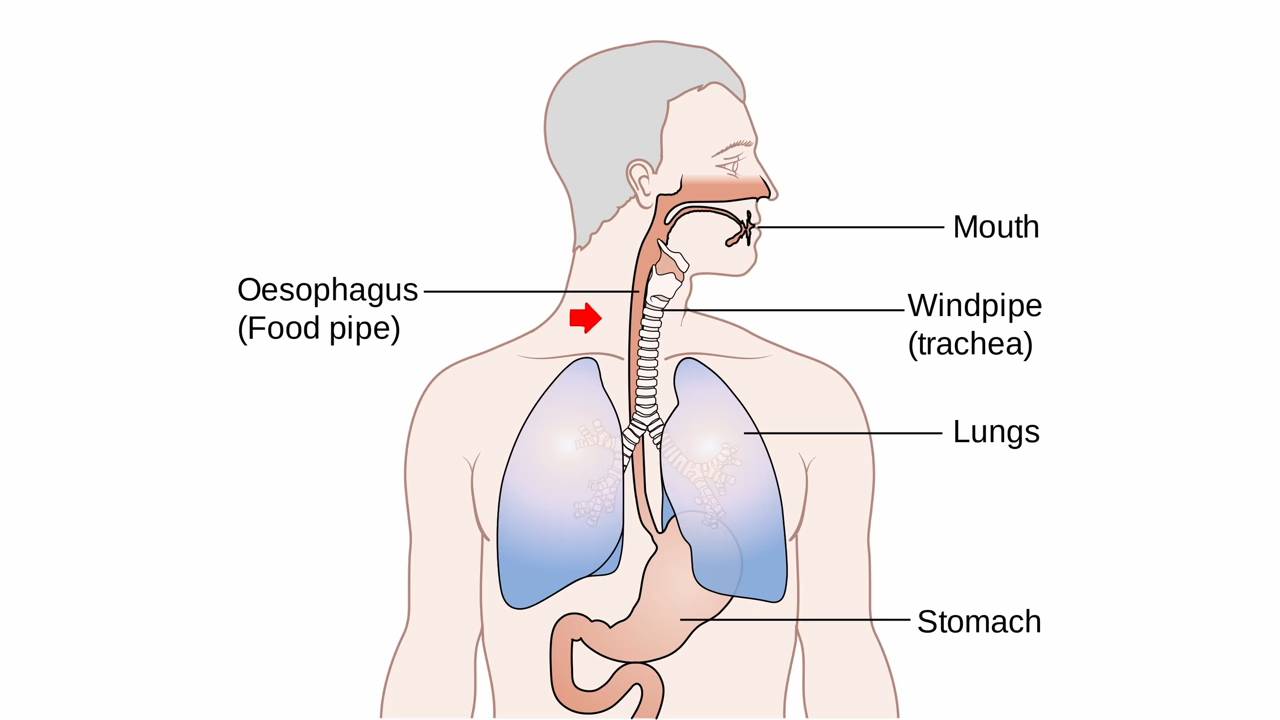 Mouth
Oesophagus
(Food pipe)
Windpipe
(trachea)
Lungs
Stomach